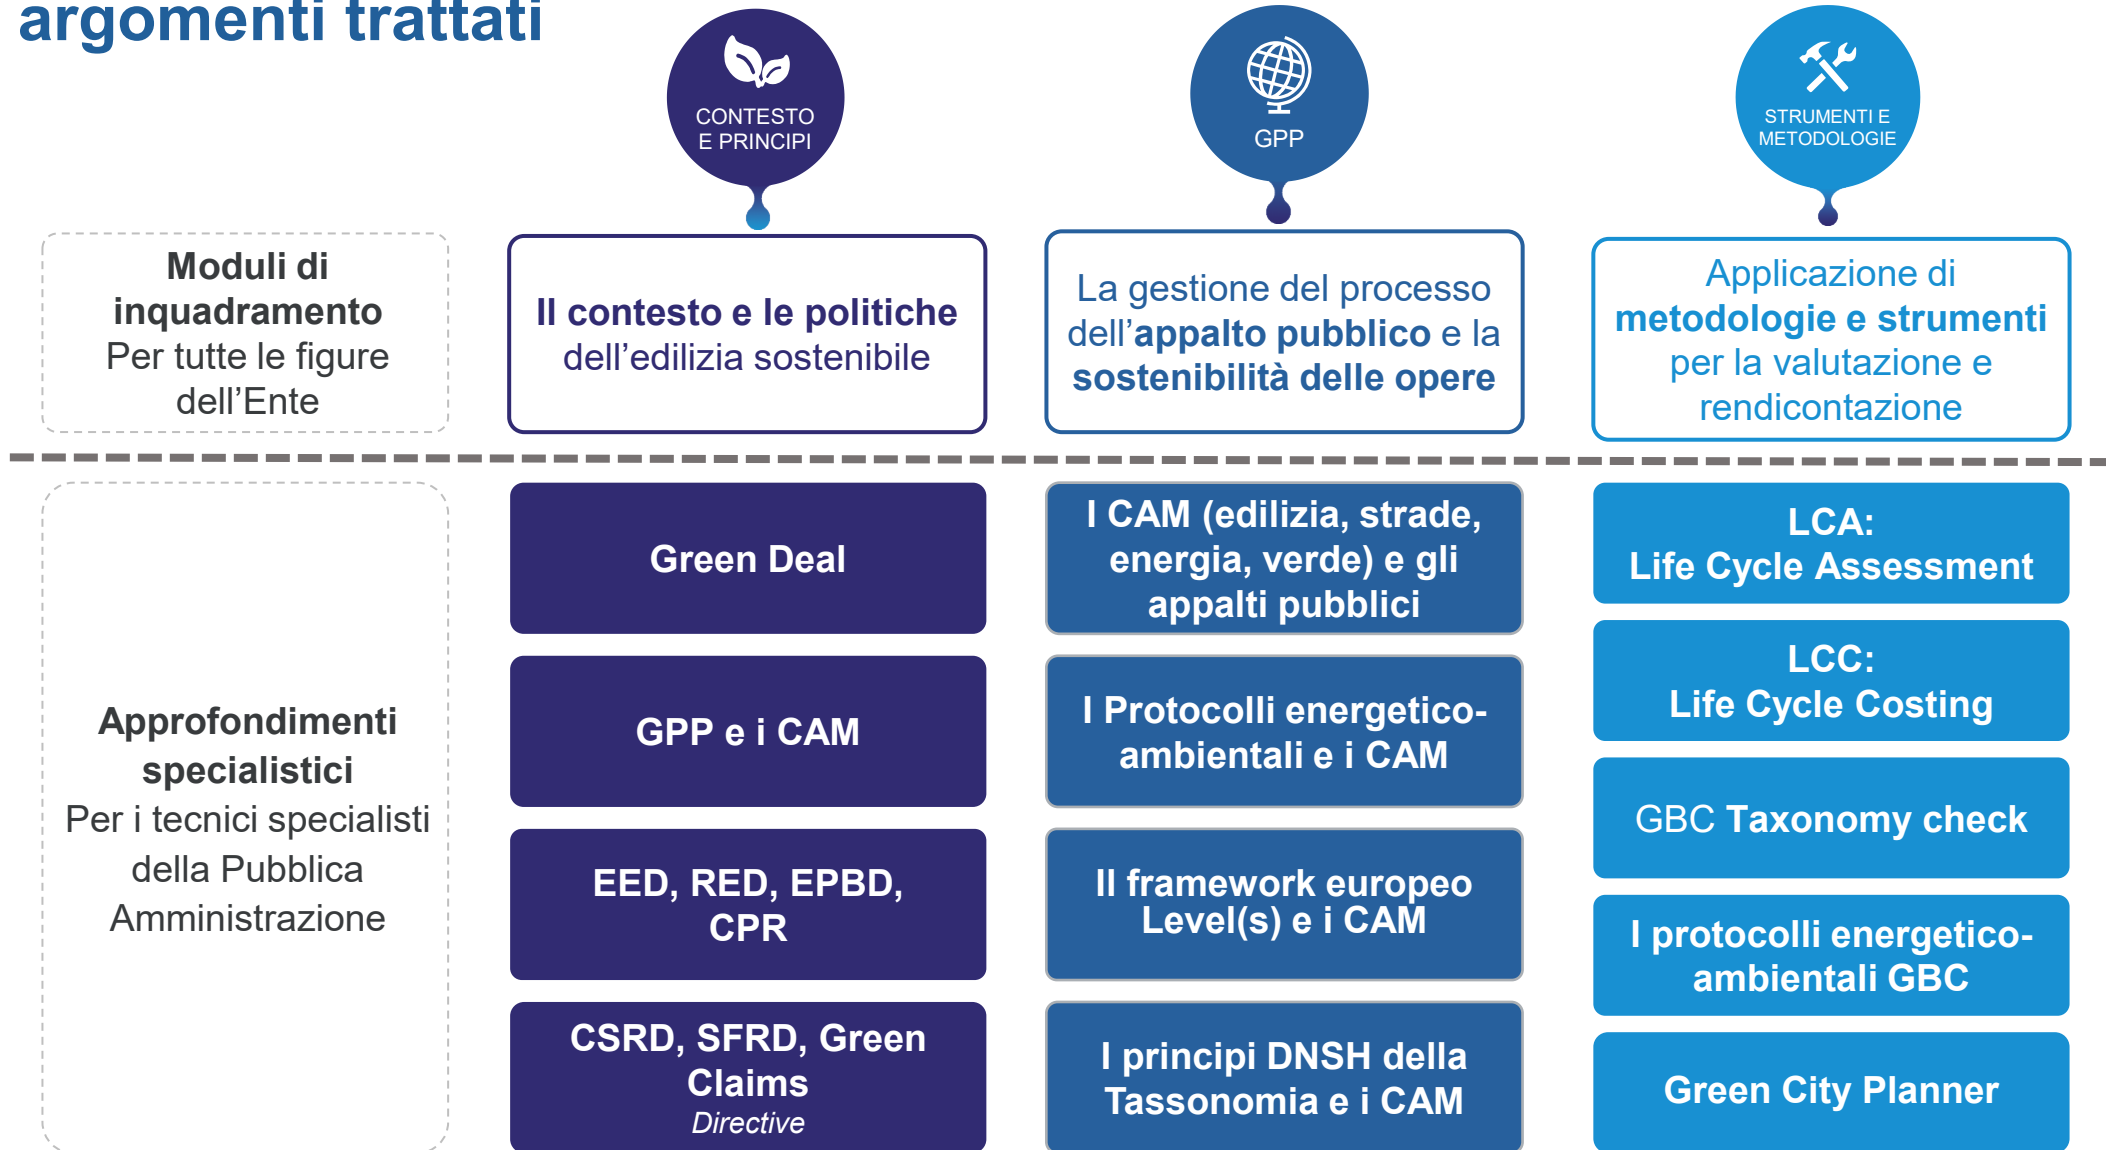 argomenti trattati
CONTESTO
E PRINCIPI
GPP
STRUMENTI E
METODOLOGIE
Moduli di
inquadramento
Per tutte le figure
dell’Ente
Il contesto e le politiche
dell’edilizia sostenibile
La gestione del processo
dell’appalto pubblico e la
sostenibilità delle opere
Applicazione di
metodologie e strumenti
per la valutazione e
rendicontazione
Approfondimenti
specialistici
Per i tecnici specialisti
della Pubblica
Amministrazione
Green Deal
GPP e i CAM
EED, RED, EPBD,
CPR
CSRD, SFRD, Green
Claims
Directive
I CAM (edilizia, strade,
energia, verde) e gli
appalti pubblici
I Protocolli energetico-
ambientali e i CAM
Il framework europeo
Level(s) e i CAM
I principi DNSH della
Tassonomia e i CAM
LCA:
Life Cycle Assessment
LCC:
Life Cycle Costing
GBC Taxonomy check
I protocolli energetico-
ambientali GBC
Green City Planner